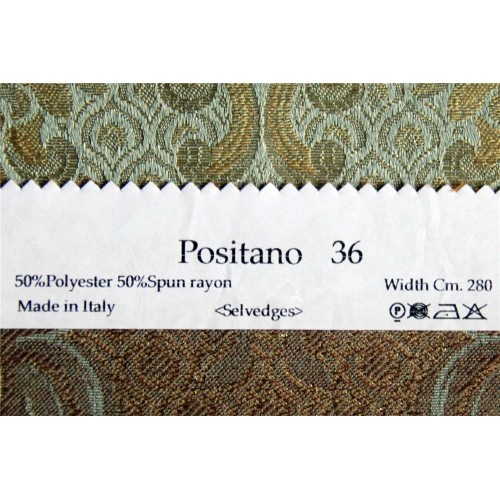 Positano 36
50%Polyester 50%Spun rayon
Width Cm. 280
Made in Italy
<Selvedges>
P